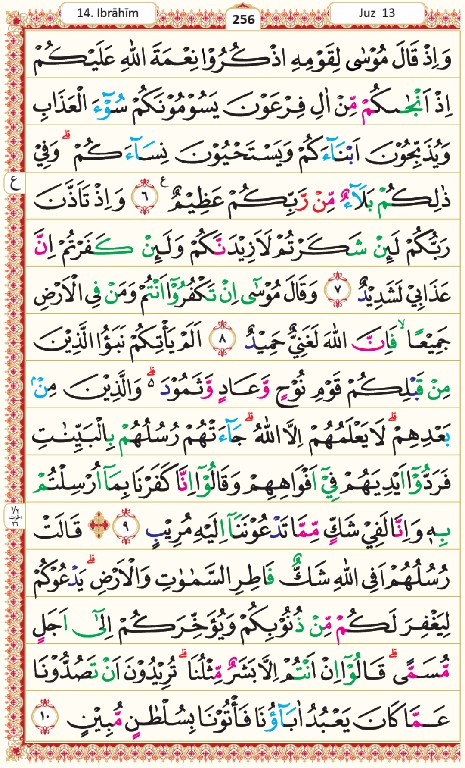 14. Ibrāhīm
256
Juz 13
وَاِذْ قَالَ مُوْسٰى لِقَوْمِهِ اذْكُرُوْا نِعْمَةَ اللّٰهِ عَلَيْكُمْ
اِذْ اَنْجٰىكُمْ مِّنْ اٰلِ فِرْعَوْنَ يَسُوْمُوْنَكُمْ سُوْٓءَ الْعَذَابِ
وَيُذَبِّحُوْنَ اَبْنَآءَكُمْ وَيَسْتَحْيُوْنَ نِسَآءَكُمْ ۗ وَفِيْ
ع
ذٰلِكُمْ بَلَآءٌ مِّنْ رَّبِّكُمْ عَظِيْمٌ ࣖ ٦ وَاِذْ تَاَذَّنَ
رَبُّكُمْ لَىِٕنْ شَكَرْتُمْ لَاَزِيْدَنَّكُمْ وَلَىِٕنْ كَفَرْتُمْ اِنَّ
عَذَابِيْ لَشَدِيْدٌ ٧ وَقَالَ مُوْسٰٓى اِنْ تَكْفُرُوْٓا اَنْتُمْ وَمَنْ فِى الْاَرْضِ
جَمِيْعًا ۙ فَاِنَّ اللّٰهَ لَغَنِيٌّ حَمِيْدٌ ٨ اَلَمْ يَأْتِكُمْ نَبَؤُا الَّذِيْنَ
مِنْ قَبْلِكُمْ قَوْمِ نُوْحٍ وَّعَادٍ وَّثَمُوْدَ ۗ ۛ وَالَّذِيْنَ مِنْۢ
بَعْدِهِمْ ۗ لَا يَعْلَمُهُمْ اِلَّا اللّٰهُ ۗ جَآءَتْهُمْ رُسُلُهُمْ بِالْبَيِّنٰتِ
فَرَدُّوْٓا اَيْدِيَهُمْ فِيْٓ اَفْوَاهِهِمْ وَقَالُوْٓا اِنَّا كَفَرْنَا بِمَآ اُرْسِلْتُمْ
بِهٖ وَاِنَّا لَفِيْ شَكٍّ مِّمَّا تَدْعُوْنَنَآ اِلَيْهِ مُرِيْبٍ ٩ قَالَتْ
رُسُلُهُمْ اَفِى اللّٰهِ شَكٌّ فَاطِرِ السَّمٰوٰتِ وَالْاَرْضِ ۗ يَدْعُوْكُمْ
لِيَغْفِرَ لَكُمْ مِّنْ ذُنُوْبِكُمْ وَيُؤَخِّرَكُمْ اِلٰٓى اَجَلٍ
مُّسَمًّى ۗ قَالُوْٓا اِنْ اَنْتُمْ اِلَّا بَشَرٌ مِّثْلُنَا ۗ تُرِيْدُوْنَ اَنْ تَصُدُّوْنَا
عَمَّا كَانَ يَعْبُدُ اٰبَآؤُنَا فَأْتُوْنَا بِسُلْطٰنٍ مُّبِيْنٍ ١٠